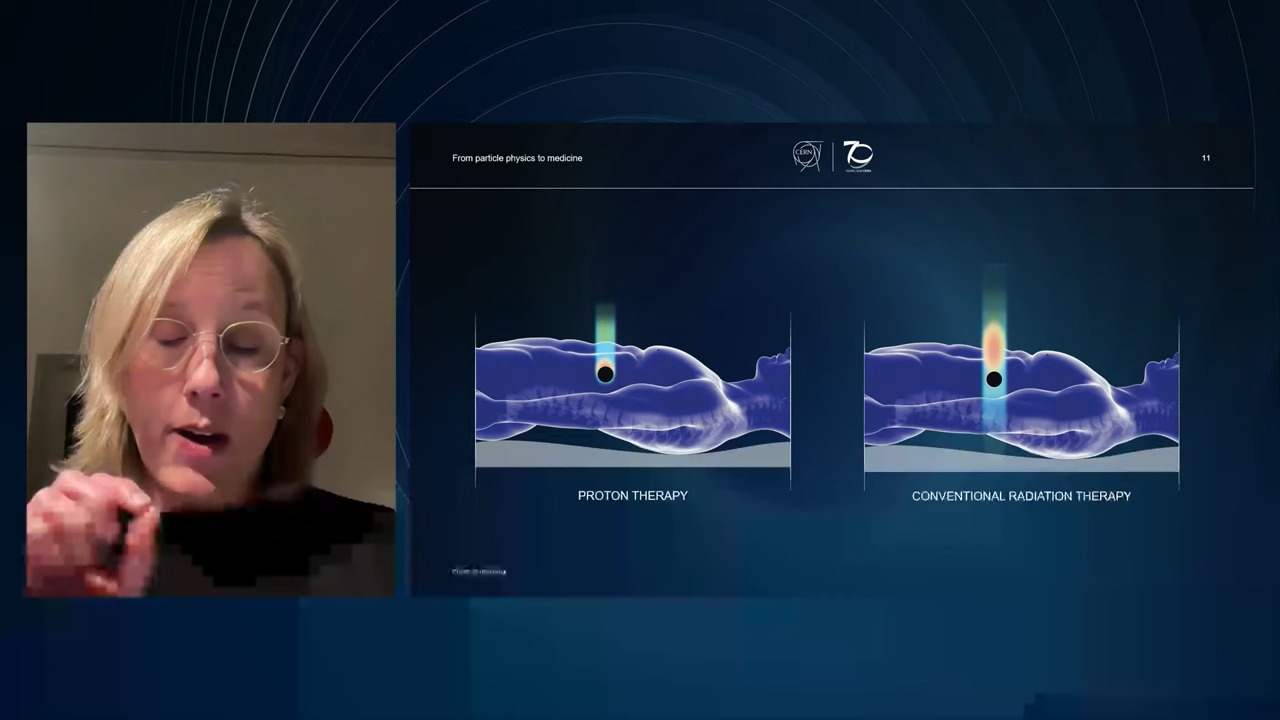 From particle physics to medicine
CERN
70
11
PROTON THERAPY
CONVENTIONAL RADIATION THERAPY